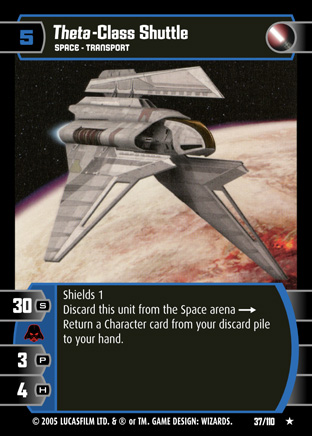 5
Theta-Class Shuttle
SPACE - TRANSPORT
30 S
3 P
4 H
Shields 1
Discard this unit from the Space arena →
Return a Character card from your discard pile
to your hand.
© 2005 LUCASFILM LTD. & ® or TM. GAME DESIGN: WIZARDS. 37/110 ★